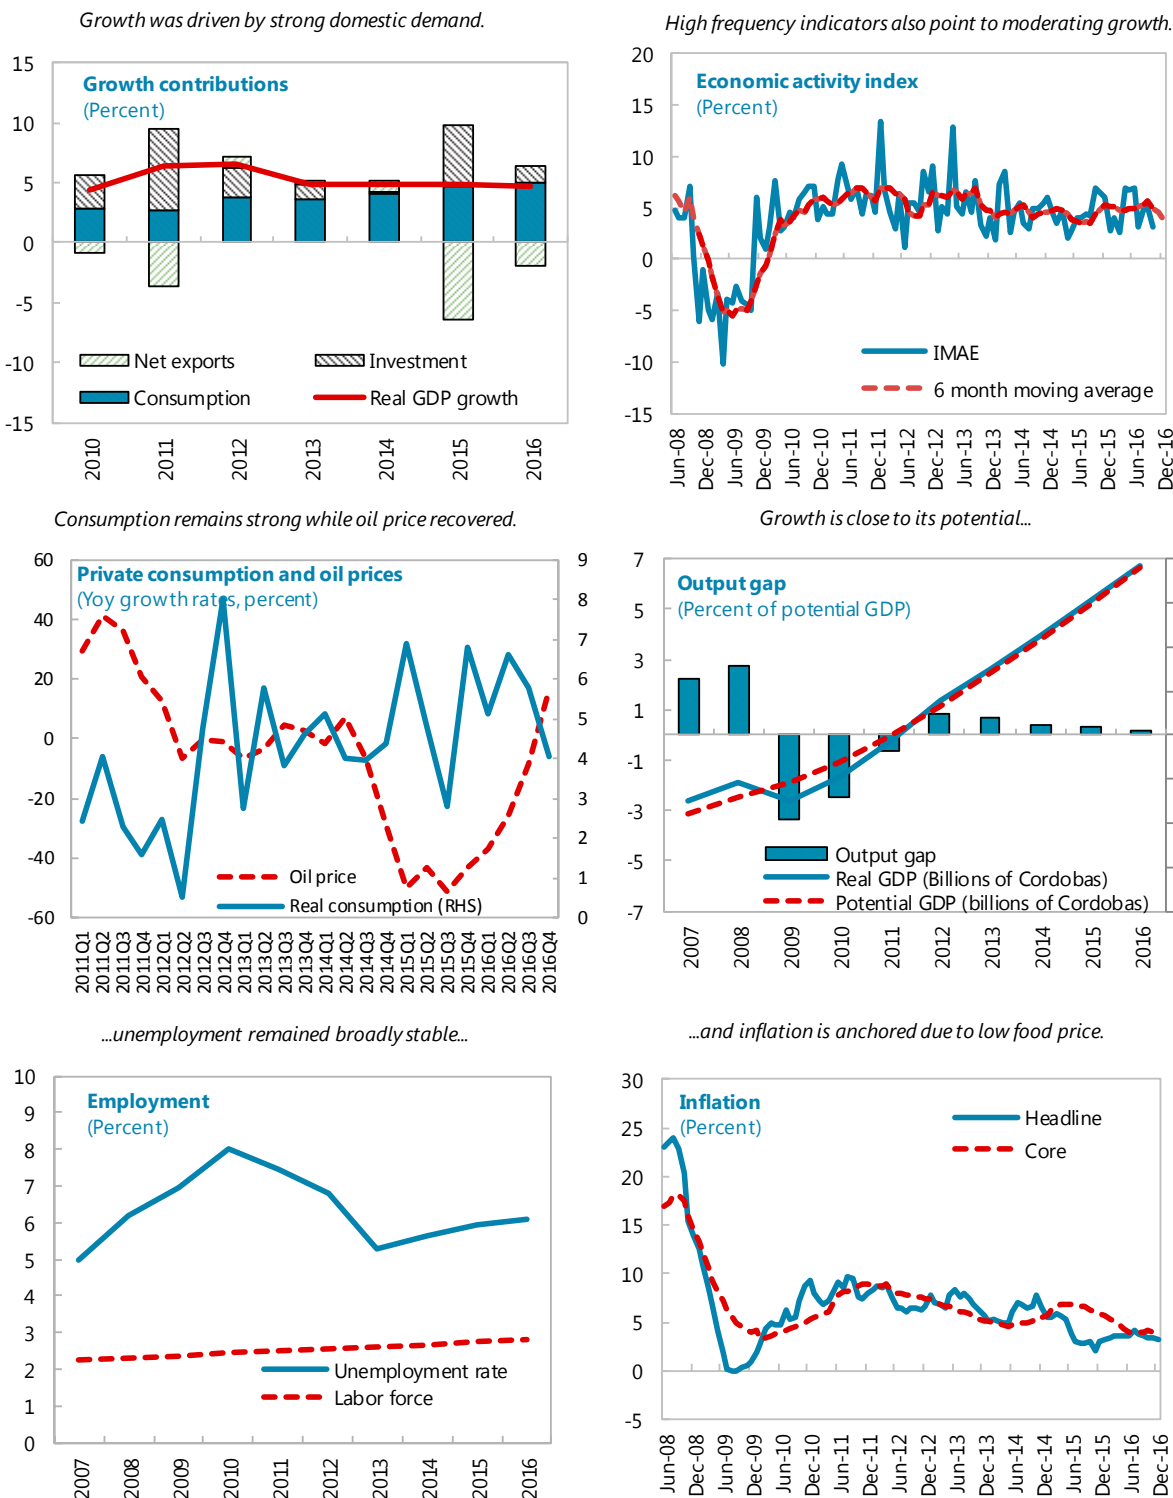 Growth was driven by strong domestic demand.
Growth contributions
(Percent)
15
10
5
0
-5
-10
-15
Net exports
Investment
Consumption
Real GDP growth
2010 2011 2012 2013 2014 2015 2016
High frequency indicators also point to moderating growth.
Economic activity index
(Percent)
20
15
10
5
0
-5
-10
-15
IMAE
6 month moving average
Jun-08 Dec-08 Jun-09 Dec-09 Jun-10 Dec-10 Jun-11 Dec-11 Jun-12 Dec-12 Jun-13 Dec-13 Jun-14 Dec-14 Jun-15 Dec-15 Jun-16 Dec-16
Consumption remains strong while oil price recovered.
Private consumption and oil prices
(Yoy growth rates, percent)
60
40
20
0
-20
-40
-60
9
8
7
6
5
4
3
2
1
0
Oil price
Real consumption (RHS)
2011Q1 2011Q2 2011Q3 2011Q4 2012Q1 2012Q2 2012Q3 2012Q4 2013Q1 2013Q2 2013Q3 2013Q4 2014Q1 2014Q2 2014Q3 2014Q4 2015Q1 2015Q2 2015Q3 2015Q4 2016Q1 2016Q2 2016Q3 2016Q4
Growth is close to its potential...
Output gap
(Percent of potential GDP)
7
5
3
1
-1
-3
-5
-7
Output gap
Real GDP (Billions of Cordobas)
Potential GDP (billions of Cordobas)
2007 2008 2009 2010 2011 2012 2013 2014 2015 2016
...unemployment remained broadly stable...
Employment
(Percent)
10
9
8
7
6
5
4
3
2
1
0
Unemployment rate
Labor force
2007 2008 2009 2010 2011 2012 2013 2014 2015 2016
...and inflation is anchored due to low food price.
Inflation
(Percent)
30
25
20
15
10
5
0
-5
Headline
Core
Jun-08 Dec-08 Jun-09 Dec-09 Jun-10 Dec-10 Jun-11 Dec-11 Jun-12 Dec-12 Jun-13 Dec-13 Jun-14 Dec-14 Jun-15 Dec-15 Jun-16 Dec-16